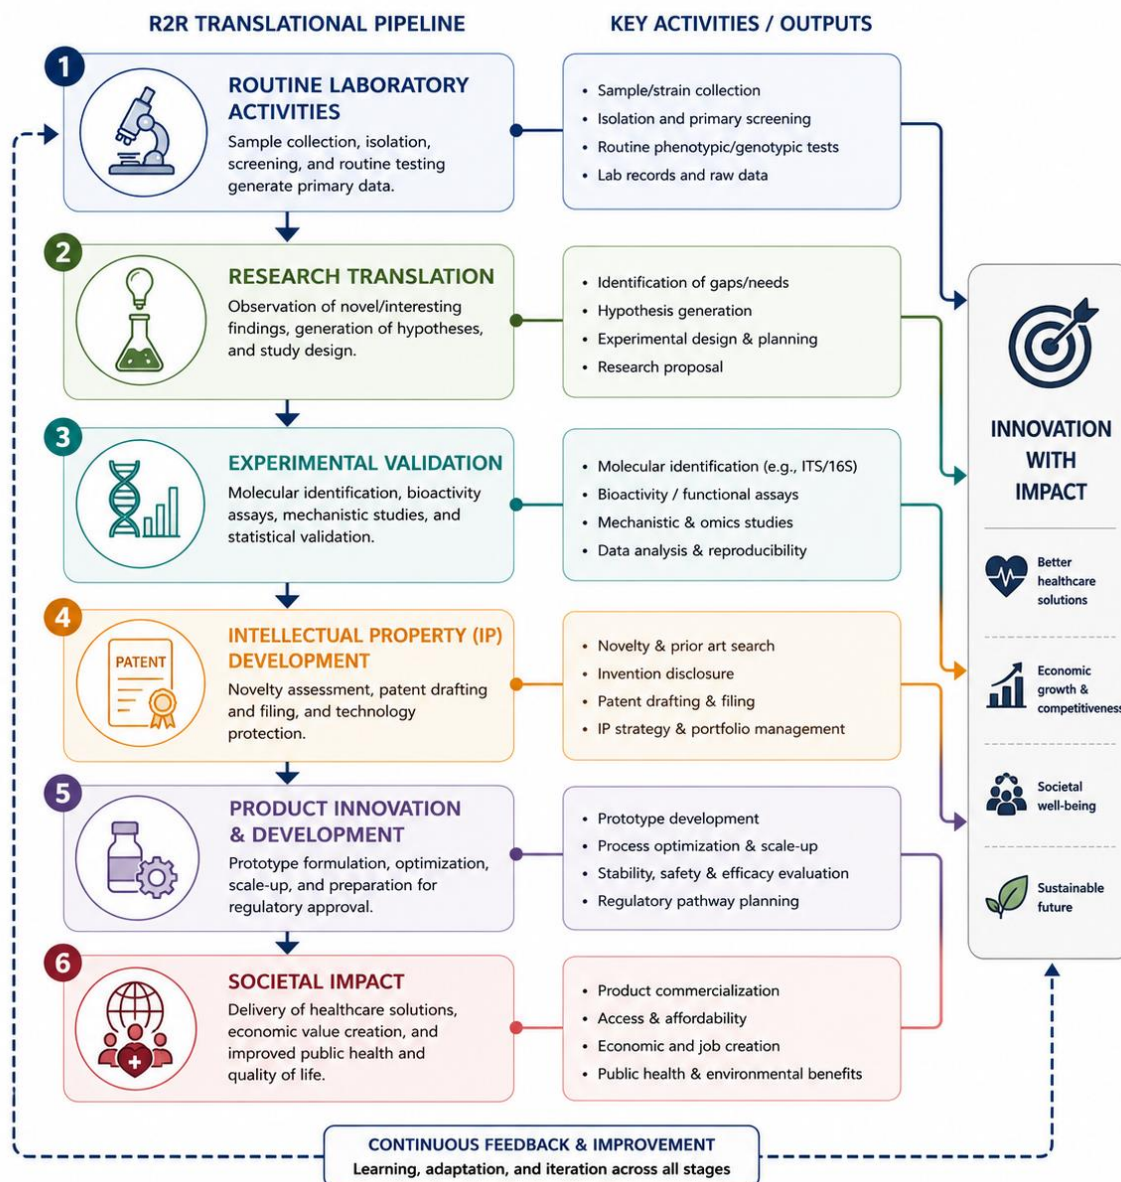 R2R TRANSLATIONAL PIPELINE
KEY ACTIVITIES / OUTPUTS
1
ROUTINE LABORATORY
ACTIVITIES
Sample collection, isolation,
screening, and routine testing
generate primary data.
• Sample/strain collection
• Isolation and primary screening
• Routine phenotypic/genotypic tests
• Lab records and raw data
2
RESEARCH TRANSLATION
Observation of novel/interesting
findings, generation of hypotheses,
and study design.
• Identification of gaps/needs
• Hypothesis generation
• Experimental design & planning
• Research proposal
3
EXPERIMENTAL VALIDATION
Molecular identification, bioactivity
assays, mechanistic studies, and
statistical validation.
• Molecular identification (e.g., ITS/16S)
• Bioactivity / functional assays
• Mechanistic & omics studies
• Data analysis & reproducibility
4
PATENT
INTELLECTUAL PROPERTY (IP)
DEVELOPMENT
Novelty assessment, patent drafting
and filing, and technology
protection.
• Novelty & prior art search
• Invention disclosure
• Patent drafting & filing
• IP strategy & portfolio management
5
PRODUCT INNOVATION
& DEVELOPMENT
Prototype formulation, optimization,
scale-up, and preparation for
regulatory approval.
• Prototype development
• Process optimization & scale-up
• Stability, safety & efficacy evaluation
• Regulatory pathway planning
6
SOCIETAL IMPACT
Delivery of healthcare solutions,
economic value creation, and
improved public health and
quality of life.
• Product commercialization
• Access & affordability
• Economic and job creation
• Public health & environmental benefits
INNOVATION
WITH
IMPACT
Better
healthcare
solutions
Economic
growth &
competitiveness
Societal
well-being
Sustainable
future
CONTINUOUS FEEDBACK & IMPROVEMENT
Learning, adaptation, and iteration across all stages